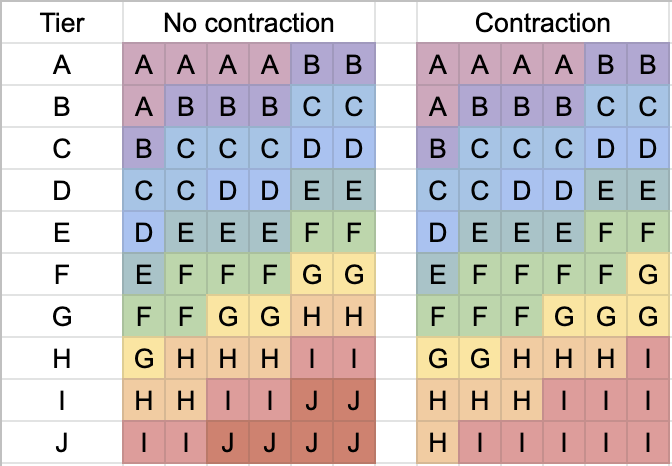 Tier No contraction Contraction
A A A A A B B A A A A B B
B A B B B C C A B B B C C
C B C C C D D B C C C D D
D C C D D E E C C D D E E
E D E E E F F D E E E F F
F E F F F G G E F F F F G
G F F G G H H F F F G G G
H G H H H I I G G H H H I
I H H I I J J H H H I I I
J I I J J J J H I I I I I